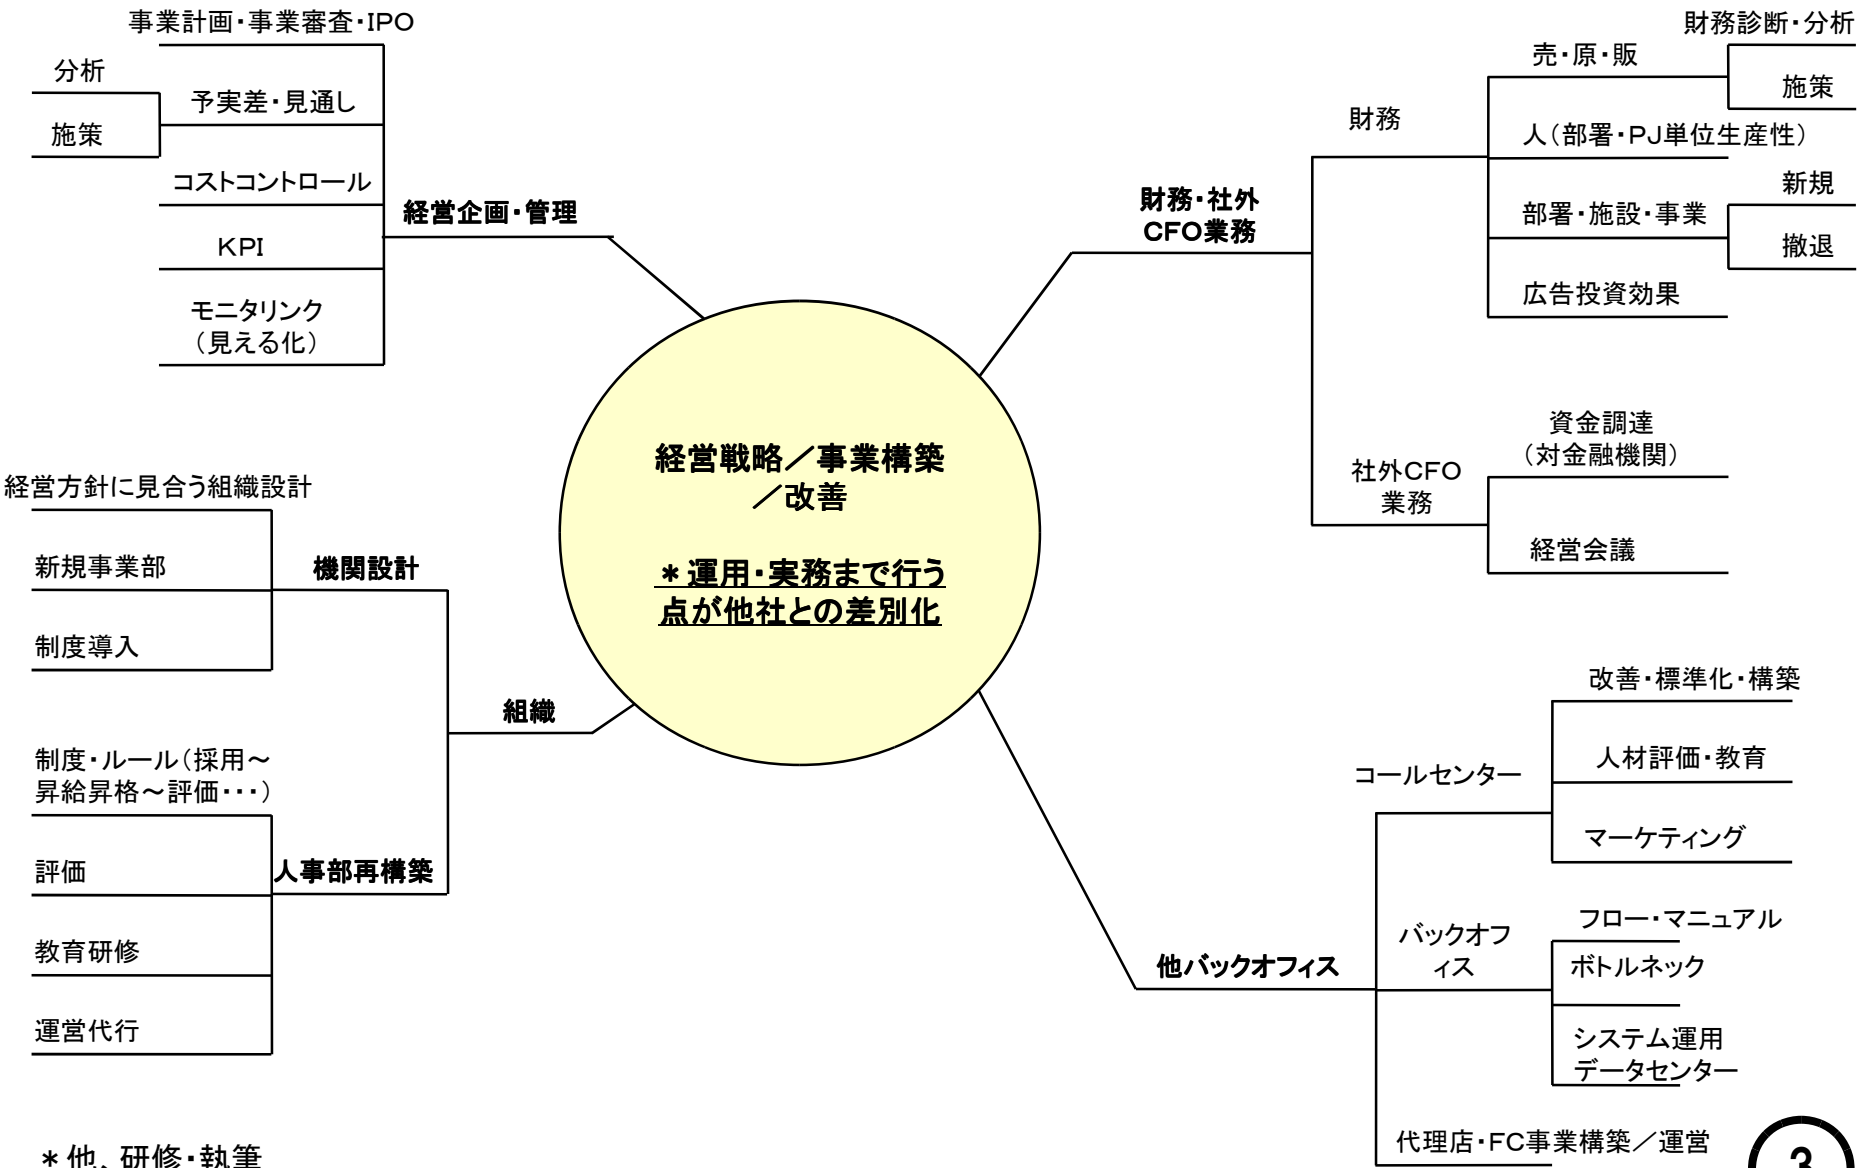 事業計画・事業審査・IPO
分析
施策
予実差・見通し
コストコントロール
KPI
モニタリンク
（見える化）
経営企画・管理
財務診断・分析
施策
売・原・販
財務
人（部署・PJ単位生産性）
新規
部署・施設・事業
撤退
広告投資効果
財務・社外
CFO業務
資金調達
（対金融機関）
社外CFO
業務
経営会議
経営戦略／事業構築
／改善
＊運用・実務まで行う
点が他社との差別化
経営方針に見合う組織設計
新規事業部
機関設計
制度導入
組織
制度・ルール（採用～
昇給昇格～評価・・・）
評価
人事部再構築
教育研修
運営代行
改善・標準化・構築
人材評価・教育
コールセンター
マーケティング
フロー・マニュアル
バックオフ
ィス
ボトルネック
他バックオフィス
システム運用
データセンター
代理店・FC事業構築／運営
＊他、研修・執筆
3